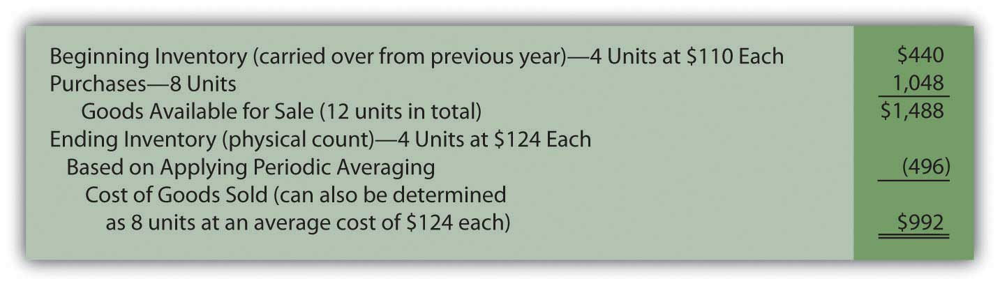 Beginning Inventory (carried over from previous year)—4 Units at $110 Each $440
Purchases—8 Units 1,048
Goods Available for Sale (12 units in total) $1,488
Ending Inventory (physical count)—4 Units at $124 Each
Based on Applying Periodic Averaging (496)
Cost of Goods Sold (can also be determined
as 8 units at an average cost of $124 each) $992